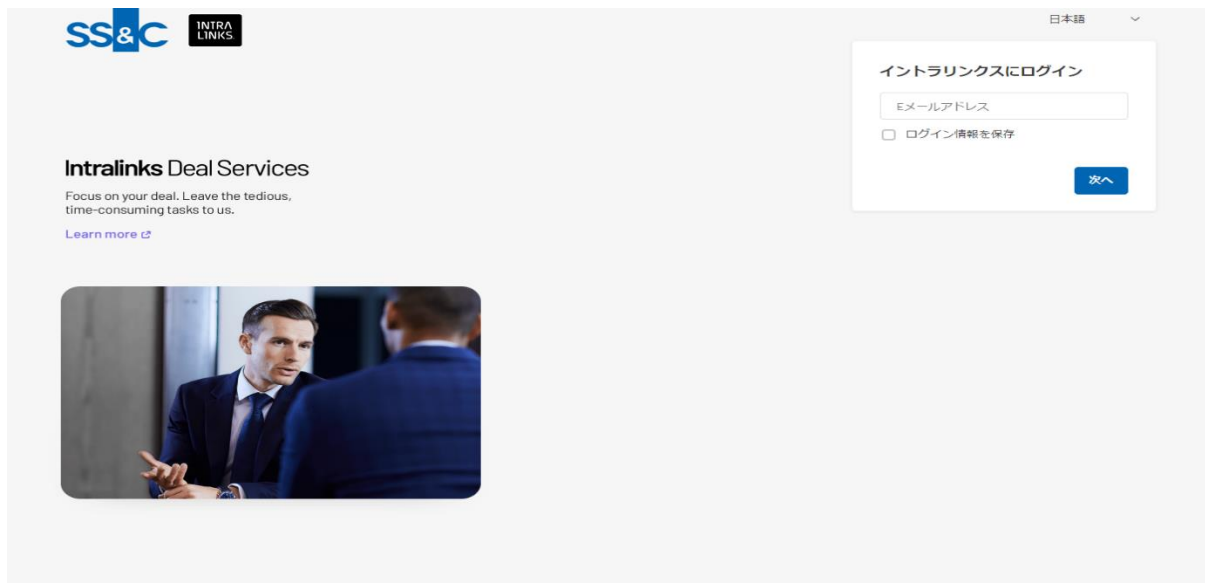 SS&C
INTRA
LINKS
日本語
イントラリンクスにログイン
Eメールアドレス
ログイン情報を保存
次へ
Intralinks Deal Services
Focus on your deal. Leave the tedious,
time-consuming tasks to us.
Learn more